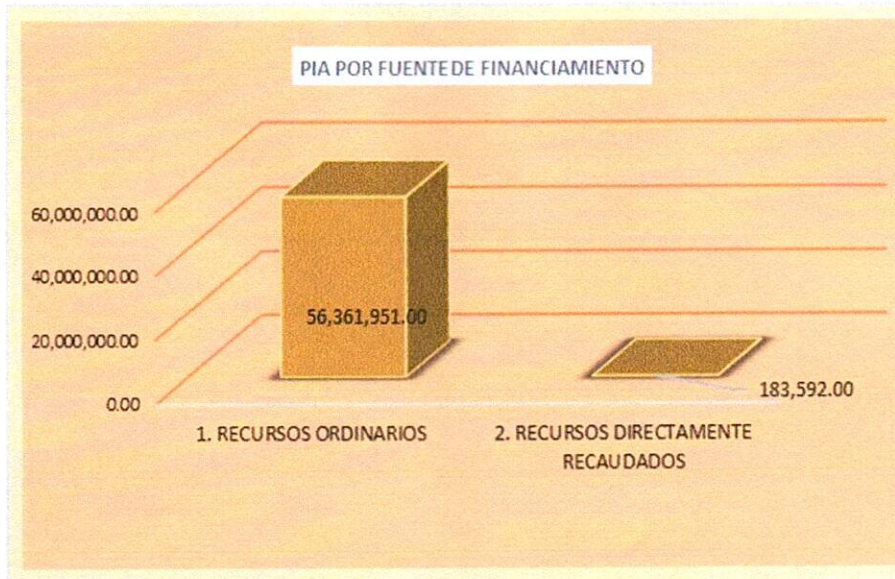 PIA POR FUENTE DE FINANCIAMIENTO
60,000,000.00
40,000,000.00
20,000,000.00
0.00
56,361,951.00
183,592.00
1. RECURSOS ORDINARIOS
2. RECURSOS DIRECTAMENTE
RECAUDADOS